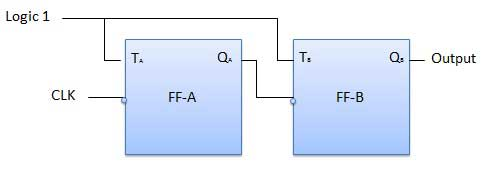 Logic 1
TA QA TB QB Output
CLK FF-A FF-B